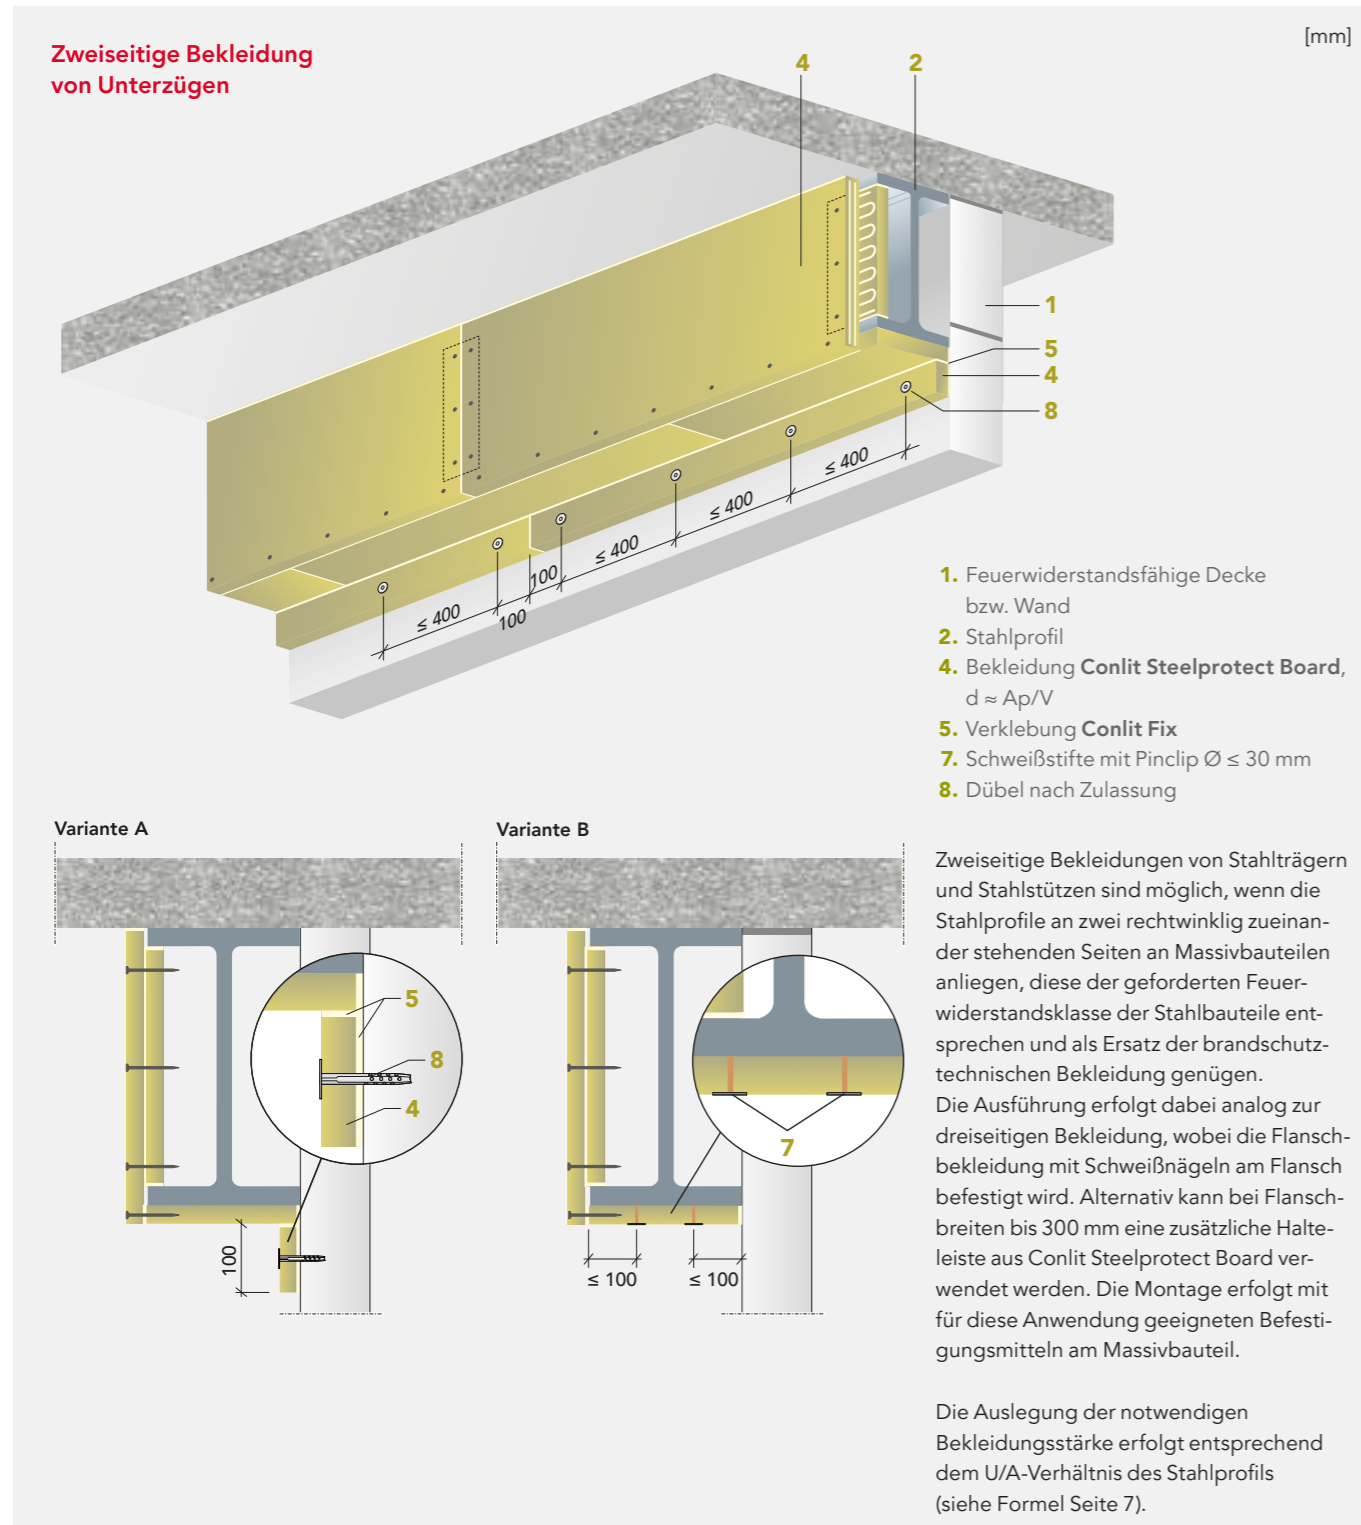 [mm]
Zweiseitige Bekleidung
von Unterzügen
4
2
1
5
4
8
≤ 400
≤ 400
≤ 400
100
100
≤ 400
1. Feuerwiderstandsfähige Decke
bzw. Wand
2. Stahlprofil
4. Bekleidung Conlit Steelprotect Board,
d ≈ Ap/V
5. Verklebung Conlit Fix
7. Schweißstifte mit Pinclip Ø ≤ 30 mm
8. Dübel nach Zulassung
Variante A
5
8
4
100
Variante B
7
≤ 100
≤ 100
Zweiseitige Bekleidungen von Stahlträgern
und Stahlstützen sind möglich, wenn die
Stahlprofile an zwei rechtwinklig zueinan-
der stehenden Seiten an Massivbauteilen
anliegen, diese der geforderten Feuer-
widerstandsklasse der Stahlbauteile ent-
sprechen und als Ersatz der brandschutz-
technischen Bekleidung genügen.
Die Ausführung erfolgt dabei analog zur
dreiseitigen Bekleidung, wobei die Flansch-
bekleidung mit Schweißnägeln am Flansch
befestigt wird. Alternativ kann bei Flansch-
breiten bis 300 mm eine zusätzliche Halte-
leiste aus Conlit Steelprotect Board ver-
wendet werden. Die Montage erfolgt mit
für diese Anwendung geeigneten Befesti-
gungsmitteln am Massivbauteil.
Die Auslegung der notwendigen
Bekleidungsstärke erfolgt entsprechend
dem U/A-Verhältnis des Stahlprofils
(siehe Formel Seite 7).